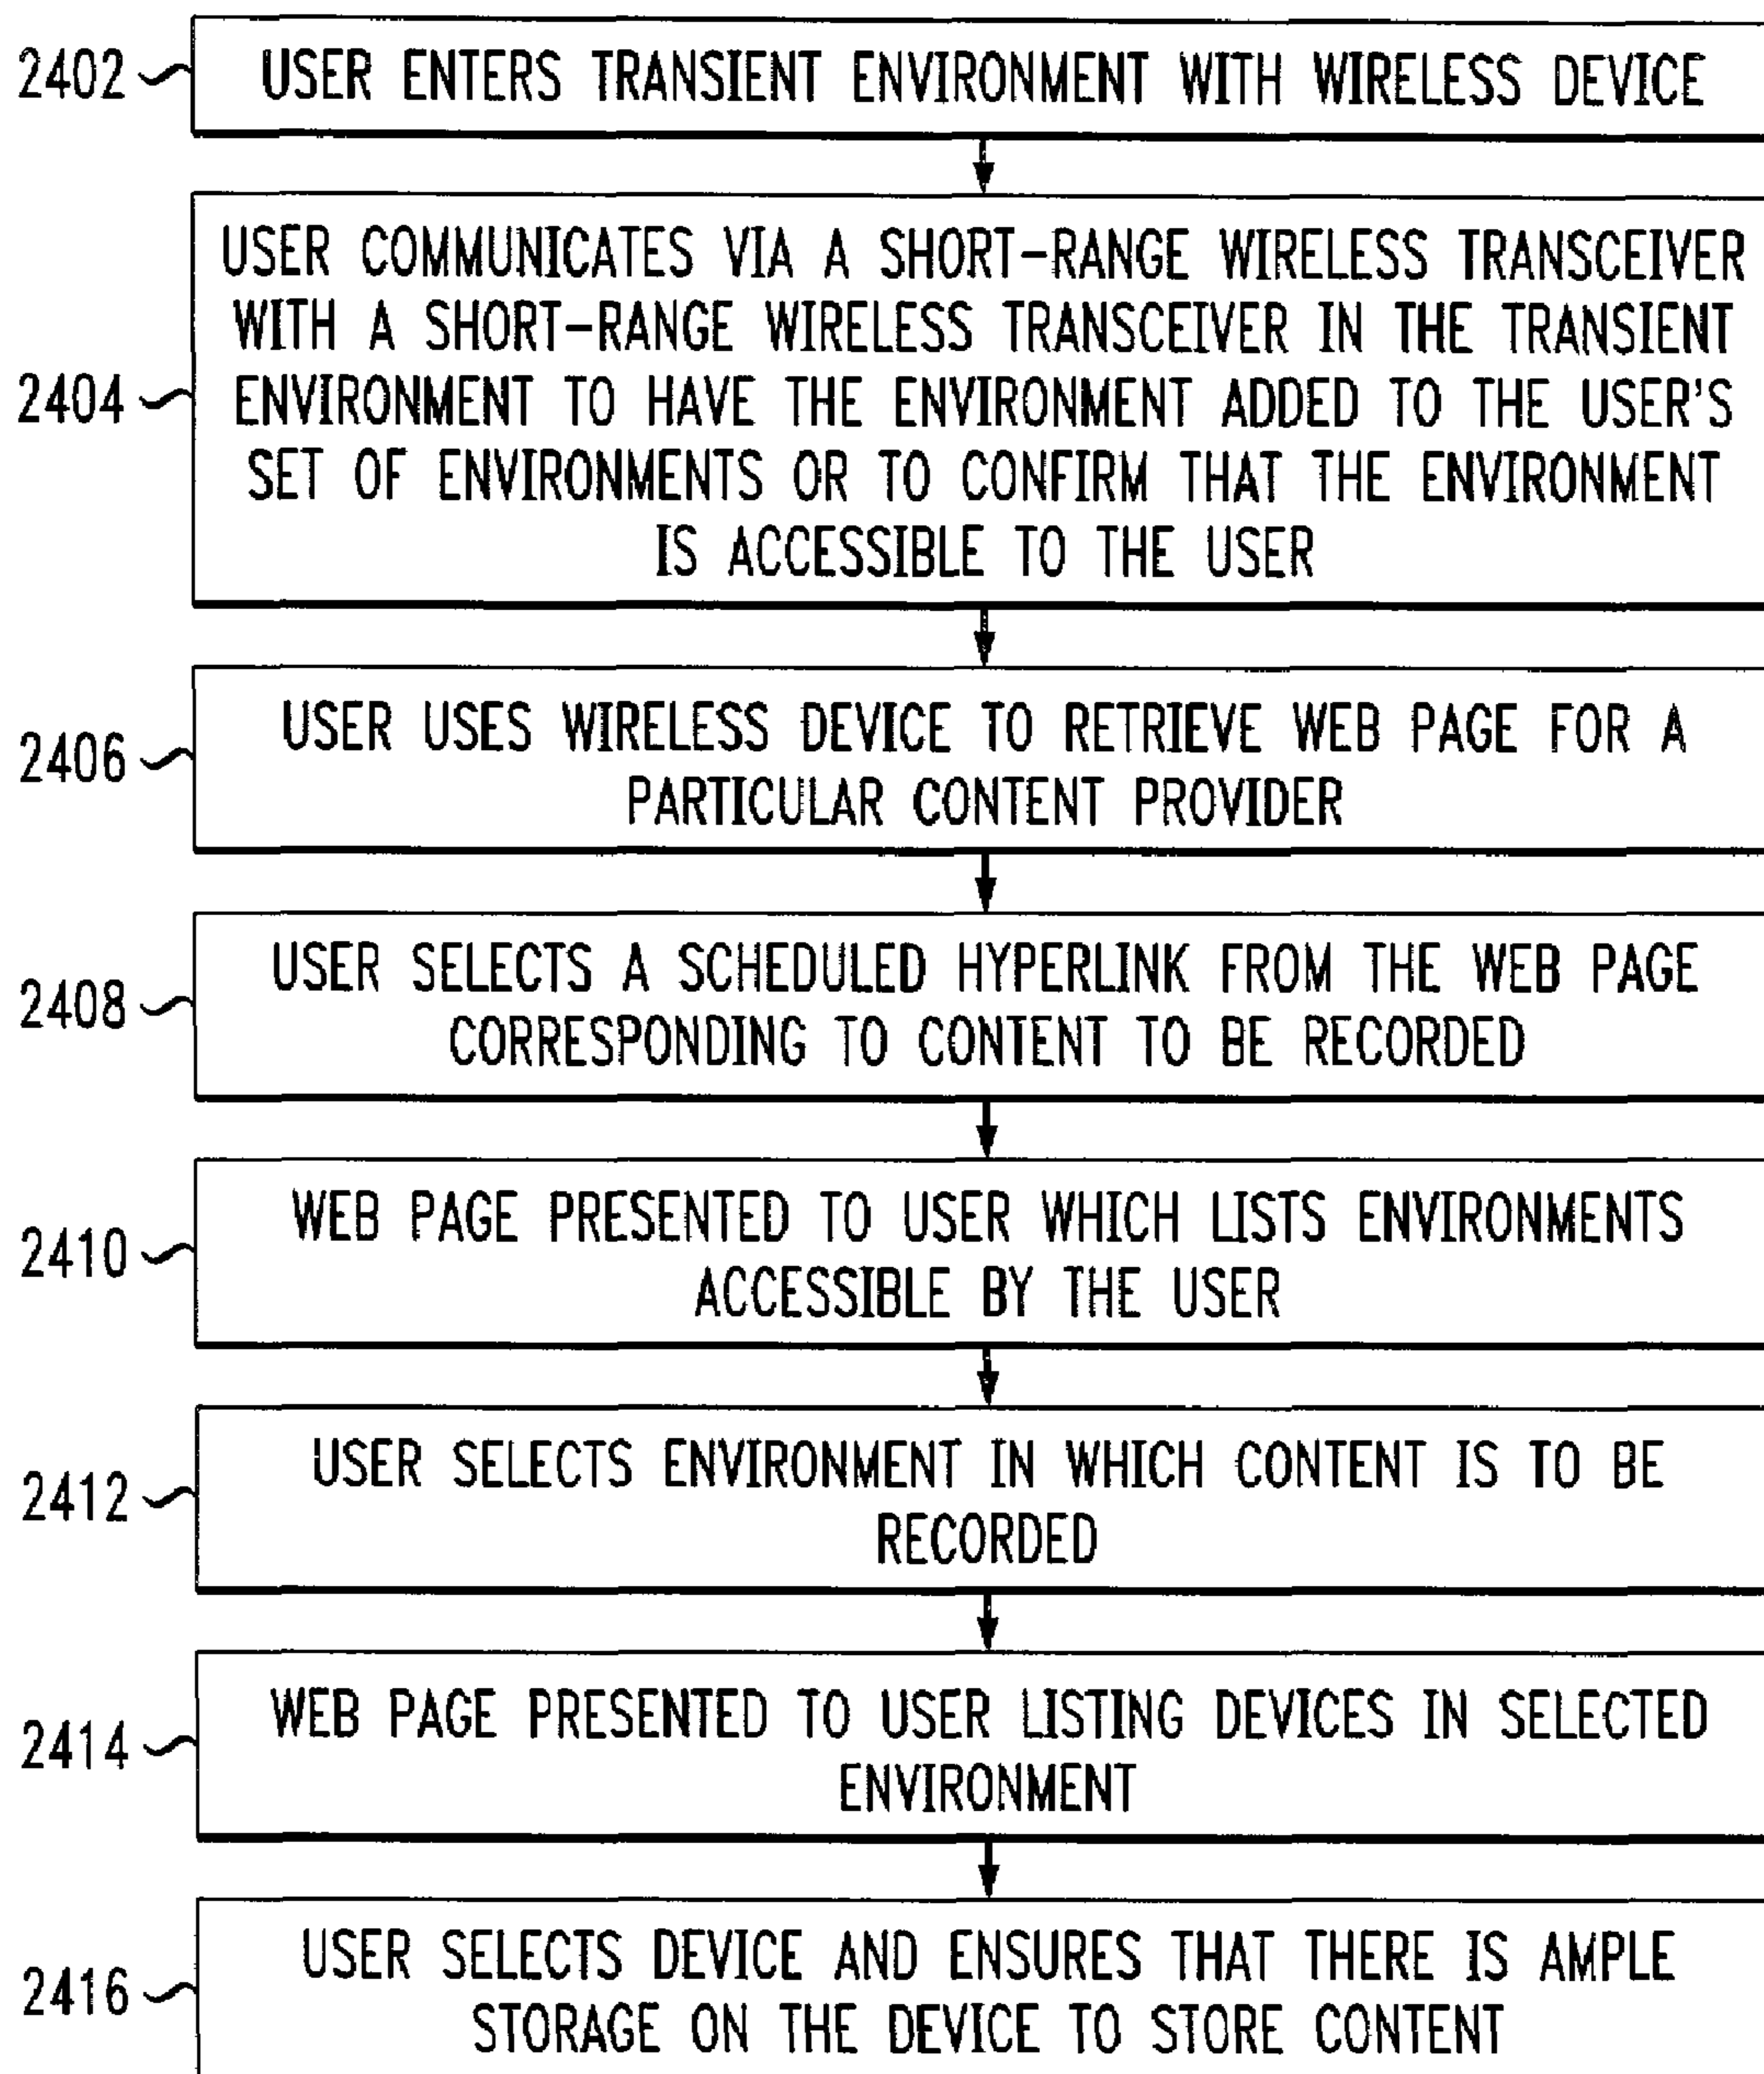 2402
USER ENTERS TRANSIENT ENVIRONMENT WITH WIRELESS DEVICE
2404
USER COMMUNICATES VIA A SHORT-RANGE WIRELESS TRANSCEIVER
WITH A SHORT-RANGE WIRELESS TRANSCEIVER IN THE TRANSIENT
ENVIRONMENT TO HAVE THE ENVIRONMENT ADDED TO THE USER'S
SET OF ENVIRONMENTS OR TO CONFIRM THAT THE ENVIRONMENT
IS ACCESSIBLE TO THE USER
2406
USER USES WIRELESS DEVICE TO RETRIEVE WEB PAGE FOR A
PARTICULAR CONTENT PROVIDER
2408
USER SELECTS A SCHEDULED HYPERLINK FROM THE WEB PAGE
CORRESPONDING TO CONTENT TO BE RECORDED
2410
WEB PAGE PRESENTED TO USER WHICH LISTS ENVIRONMENTS
ACCESSIBLE BY THE USER
2412
USER SELECTS ENVIRONMENT IN WHICH CONTENT IS TO BE
RECORDED
2414
WEB PAGE PRESENTED TO USER LISTING DEVICES IN SELECTED
ENVIRONMENT
2416
USER SELECTS DEVICE AND ENSURES THAT THERE IS AMPLE
STORAGE ON THE DEVICE TO STORE CONTENT